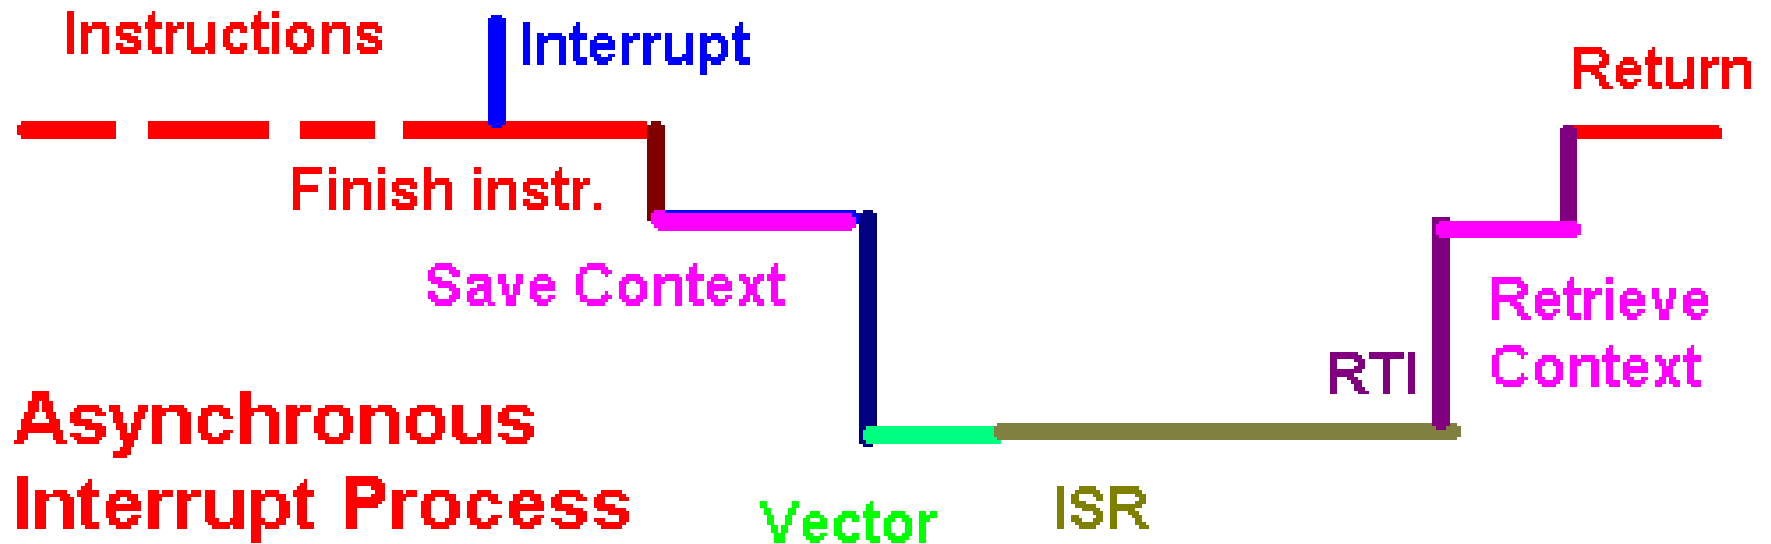 Instructions
Interrupt
Return
Finish instr.
Save Context
Retrieve
Context
RTI
Asynchronous
Interrupt Process
Vector
ISR